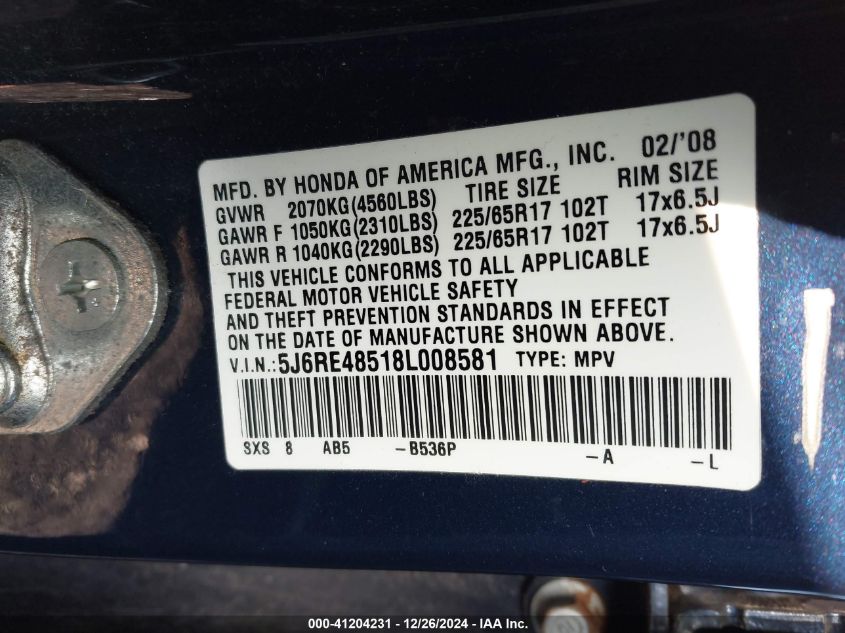 MFD. BY HONDA OF AMERICA MFG., INC. 02/'08
GVWR 2070KG(4560LBS) TIRE SIZE RIM SIZE
GAWR F 1050KG(2310LBS) 225/65R17 102T 17x6.5J
GAWR R 1040KG(2290LBS) 225/65R17 102T 17x6.5J
THIS VEHICLE CONFORMS TO ALL APPLICABLE
FEDERAL MOTOR VEHICLE SAFETY
AND THEFT PREVENTION STANDARDS IN EFFECT
ON THE DATE OF MANUFACTURE SHOWN ABOVE.
V.I.N.: 5J6RE48518L008581 TYPE: MPV
SXS 8 AB5 -B536P -A -L
000-41204231 - 12/26/2024 - IAA Inc.